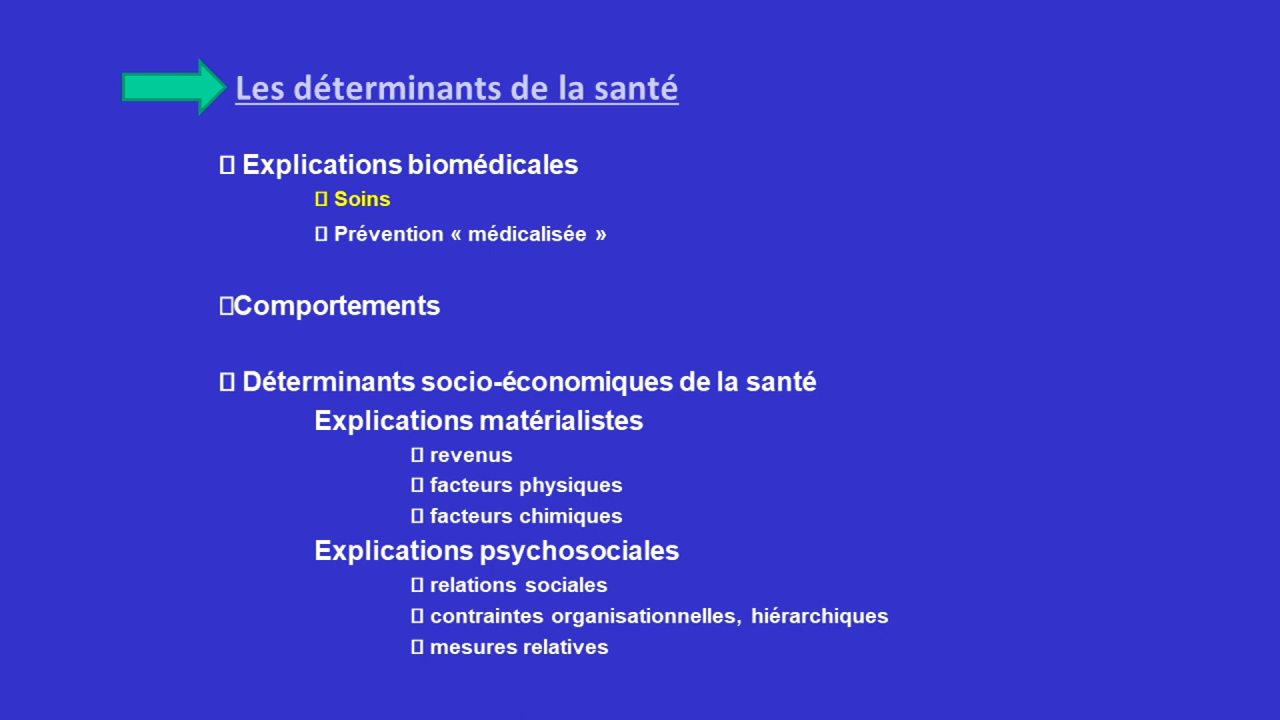 Les déterminants de la santé
Explications biomédicales
Soins
Prévention « médicalisée »
Comportements
Déterminants socio-économiques de la santé
Explications matérialistes
revenus
facteurs physiques
facteurs chimiques
Explications psychosociales
relations sociales
contraintes organisationnelles, hiérarchiques
mesures relatives